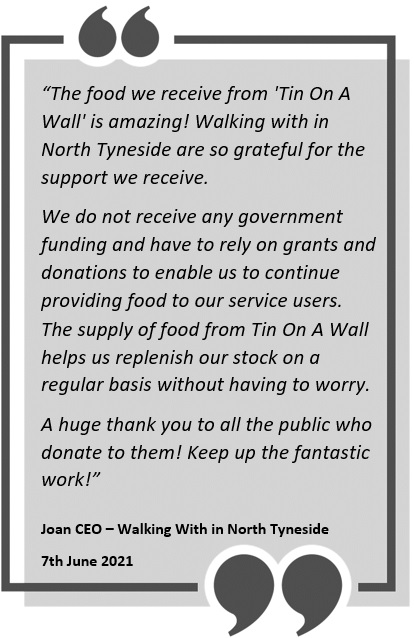 “The food we receive from 'Tin On A
Wall' is amazing! Walking with in
North Tyneside are so grateful for the
support we receive.
We do not receive any government
funding and have to rely on grants and
donations to enable us to continue
providing food to our service users.
The supply of food from Tin On A Wall
helps us replenish our stock on a
regular basis without having to worry.
A huge thank you to all the public who
donate to them! Keep up the fantastic
work!”
Joan CEO – Walking With in North Tyneside
7th June 2021